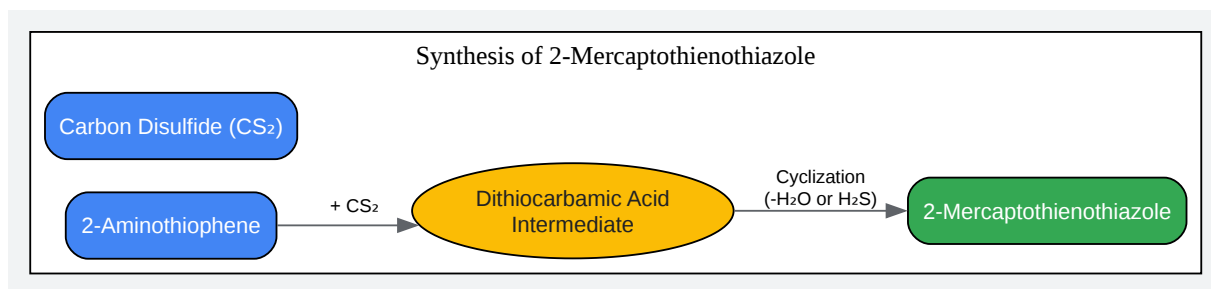 Synthesis of 2-Mercaptothienothiazole
Carbon Disulfide (CS₂)
2-Aminothiophene
+ CS₂
Dithiocarbamic Acid
Intermediate
Cyclization
(-H₂O or H₂S)
2-Mercaptothienothiazole